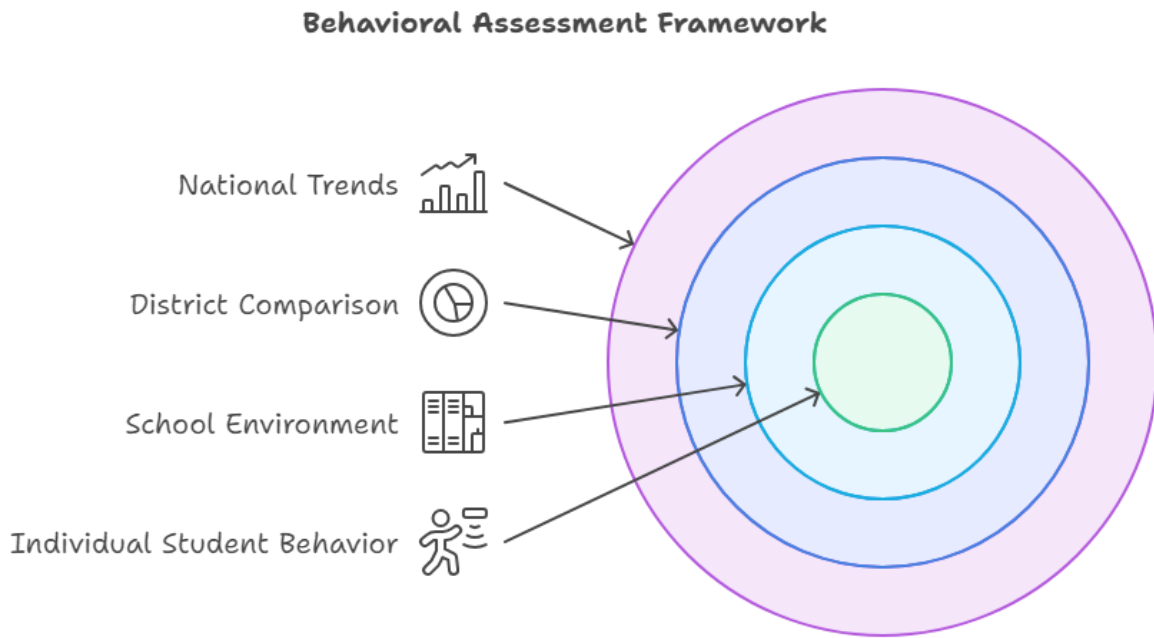 Behavioral Assessment Framework
National Trends
District Comparison
School Environment
Individual Student Behavior